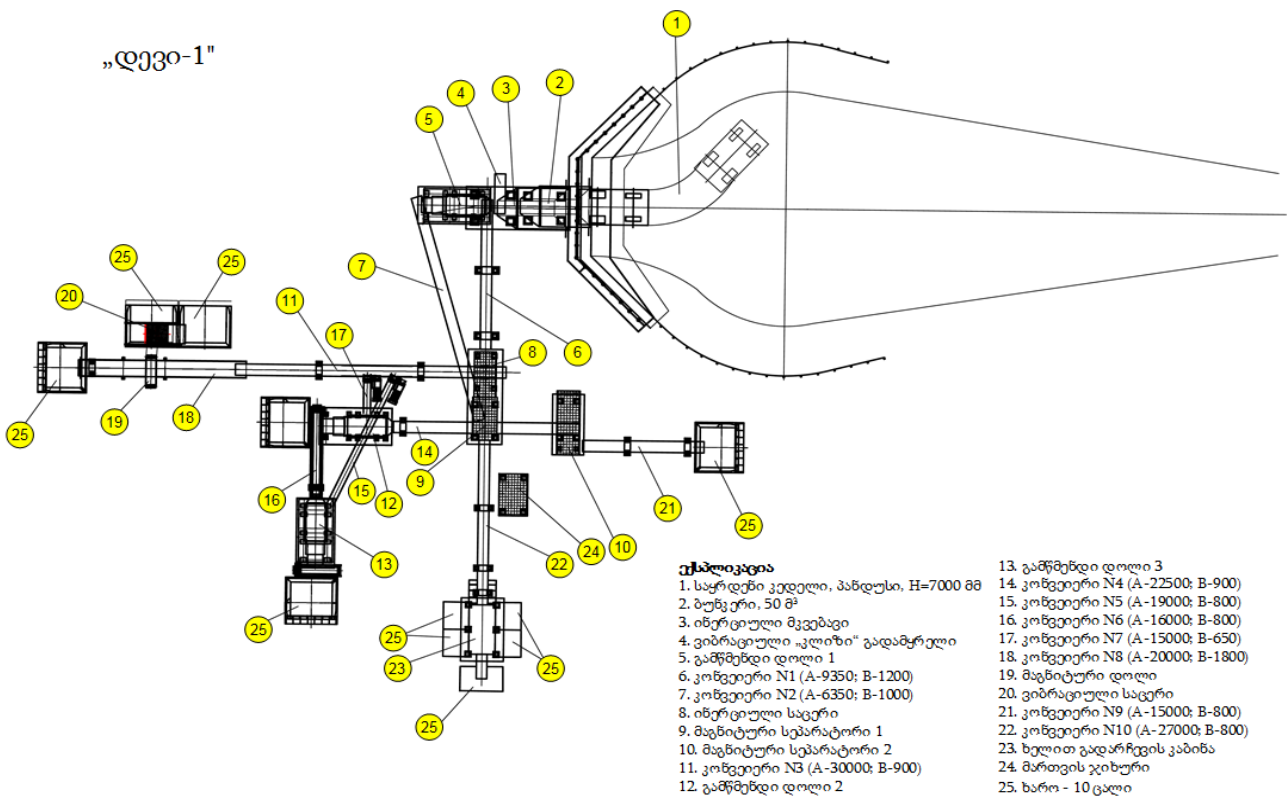 „დევი-1"
1
2
3
4
5
7
6
25
25
20
11
17
8
25
19
18
16
15
12
14
9
13
22
24
10
21
25
25
25
23
25
25
ექსპლიკაცია
1. საყრდენი კედელი, პანდუსი, H=7000 მმ
2. ბუნკერი, 50 მ³
3. ინერციული მკვებავი
4. ვიბრაციული „კლიზი“ გადამყრელი
5. გამწმენდი დოლი 1
6. კონვეიერი N1 (A-9350; B-1200)
7. კონვეიერი N2 (A-6350; B-1000)
8. ინერციული საცერი
9. მაგნიტური სეპარატორი 1
10. მაგნიტური სეპარატორი 2
11. კონვეიერი N3 (A-30000; B-900)
12. გამწმენდი დოლი 2
13. გამწმენდი დოლი 3
14. კონვეიერი N4 (A-22500; B-900)
15. კონვეიერი N5 (A-19000; B-800)
16. კონვეიერი N6 (A-16000; B-800)
17. კონვეიერი N7 (A-15000; B-650)
18. კონვეიერი N8 (A-20000; B-1800)
19. მაგნიტური დოლი
20. ვიბრაციული საცერი
21. კონვეიერი N9 (A-15000; B-800)
22. კონვეიერი N10 (A-27000; B-800)
23. ხელით გადარჩევის კაბინა
24. მართვის ჯიხური
25. ხარო - 10 ცალი